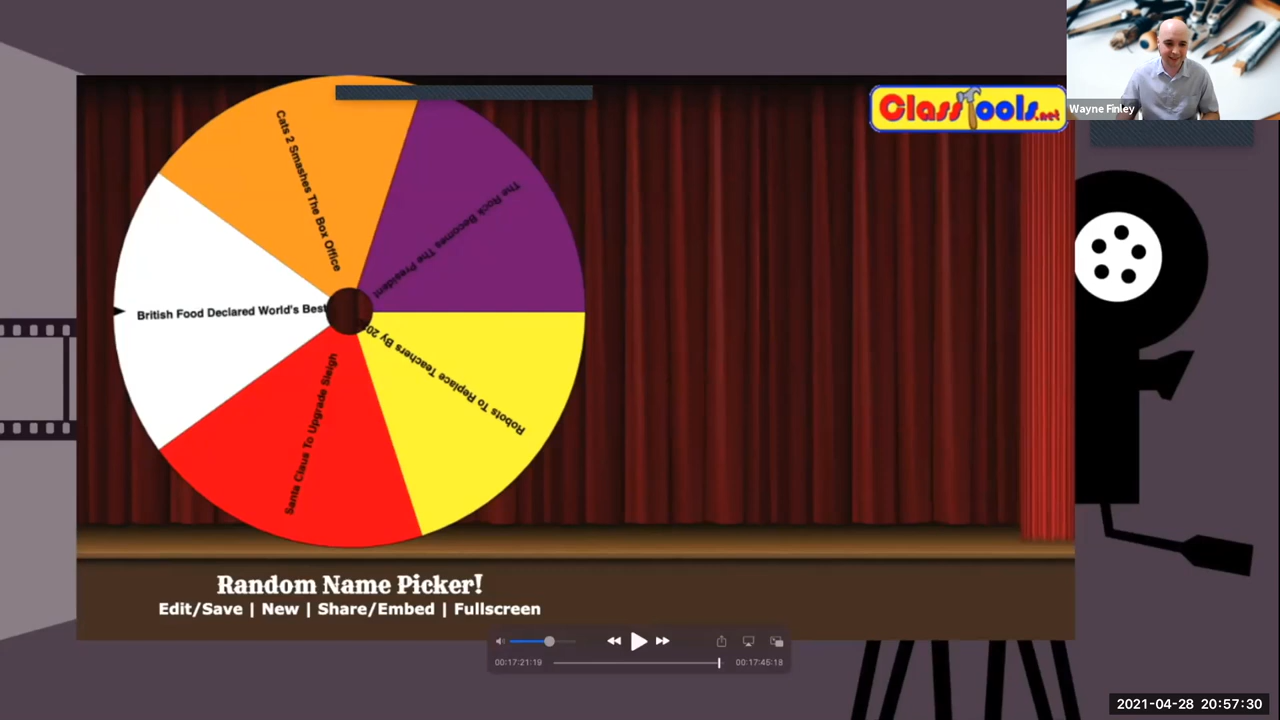 ClassTools.net
Wayne Finley
Cats 2 Smashes The Box Office
The Rock Becomes The President
British Food Declared World's Best
Robots To Replace Teachers By
Santa Claus To Upgrade Sleigh
Random Name Picker!
Edit/Save | New | Share/Embed | Fullscreen
00:17:21:19
00:17:45:18
2021-04-28 20:57:30